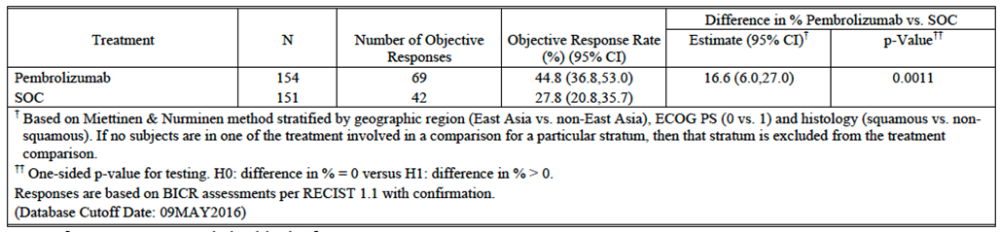 Difference in % Pembrolizumab vs. SOC
Treatment N Number of Objective Responses Objective Response Rate (%) (95% CI) Estimate (95% CI)† p-Value††
Pembrolizumab 154 69 44.8 (36.8,53.0) 16.6 (6.0,27.0) 0.0011
SOC 151 42 27.8 (20.8,35.7)
† Based on Miettinen & Nurminen method stratified by geographic region (East Asia vs. non-East Asia), ECOG PS (0 vs. 1) and histology (squamous vs. non-
squamous). If no subjects are in one of the treatment involved in a comparison for a particular stratum, then that stratum is excluded from the treatment
comparison.
†† One-sided p-value for testing. H0: difference in % = 0 versus H1: difference in % > 0.
Responses are based on BICR assessments per RECIST 1.1 with confirmation.
(Database Cutoff Date: 09MAY2016)